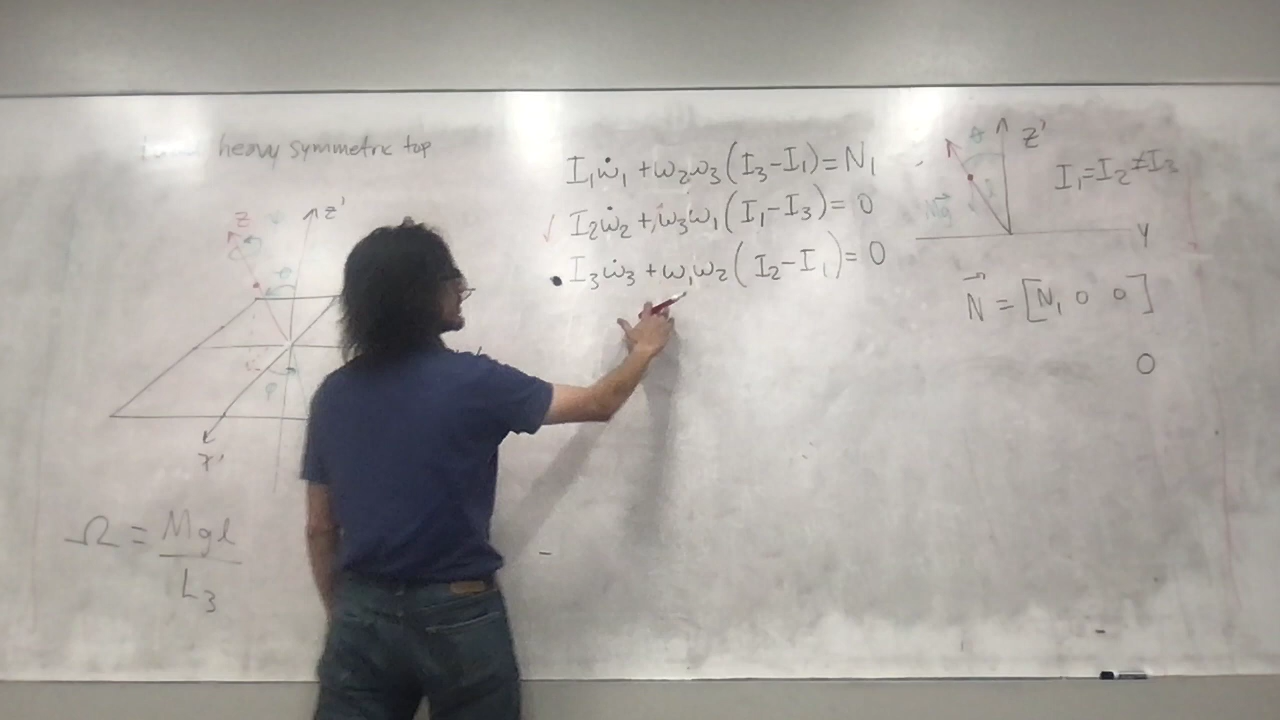 heavy symmetric top
z z'
θ
φ
x'
Ω = Mgl / L₃
I₁ω̇₁ + ω₂ω₃(I₃-I₁) = N₁
✓ I₂ω̇₂ + ω₃ω₁(I₁-I₃) = 0
• I₃ω̇₃ + ω₁ω₂(I₂-I₁) = 0
θ z'
I₁=I₂≠I₃
l
Mg
y
N⃗ = [N₁ 0 0]
0